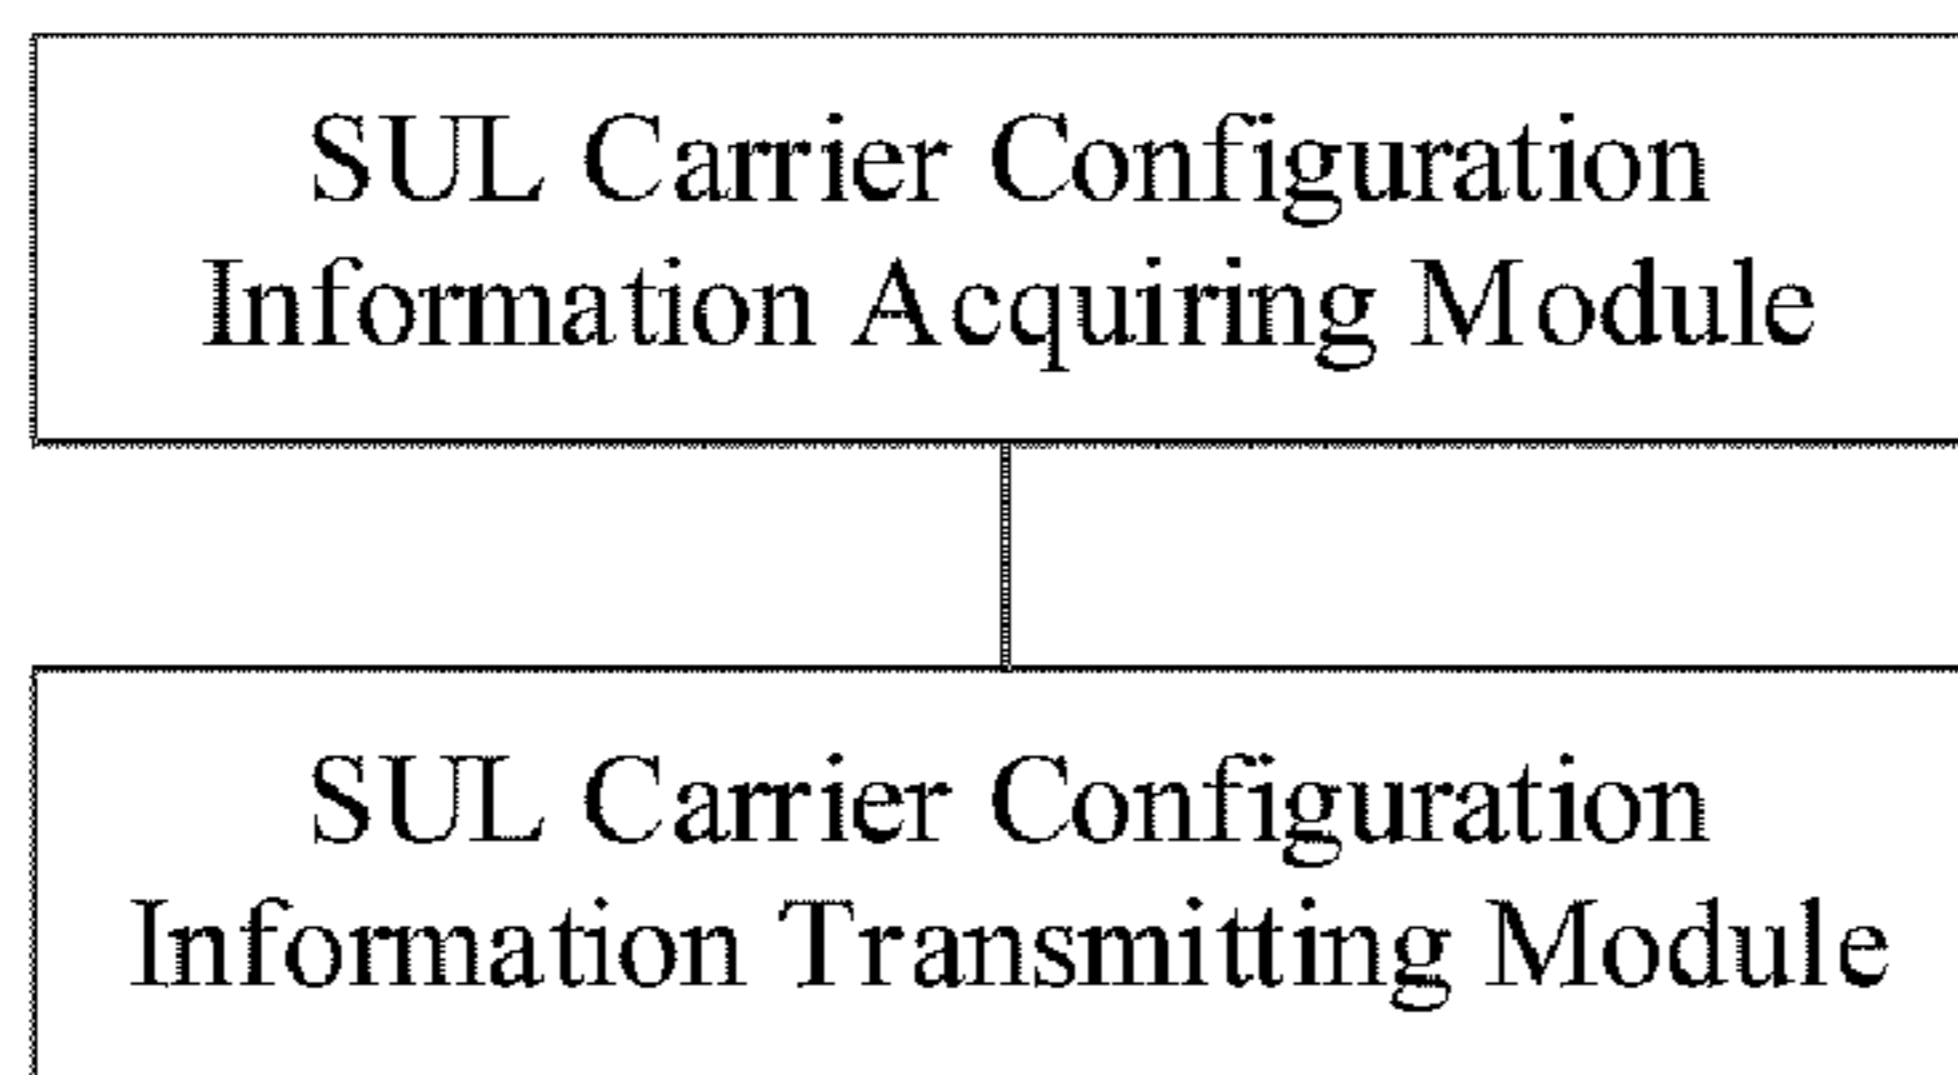 SUL Carrier Configuration
Information Acquiring Module
SUL Carrier Configuration
Information Transmitting Module